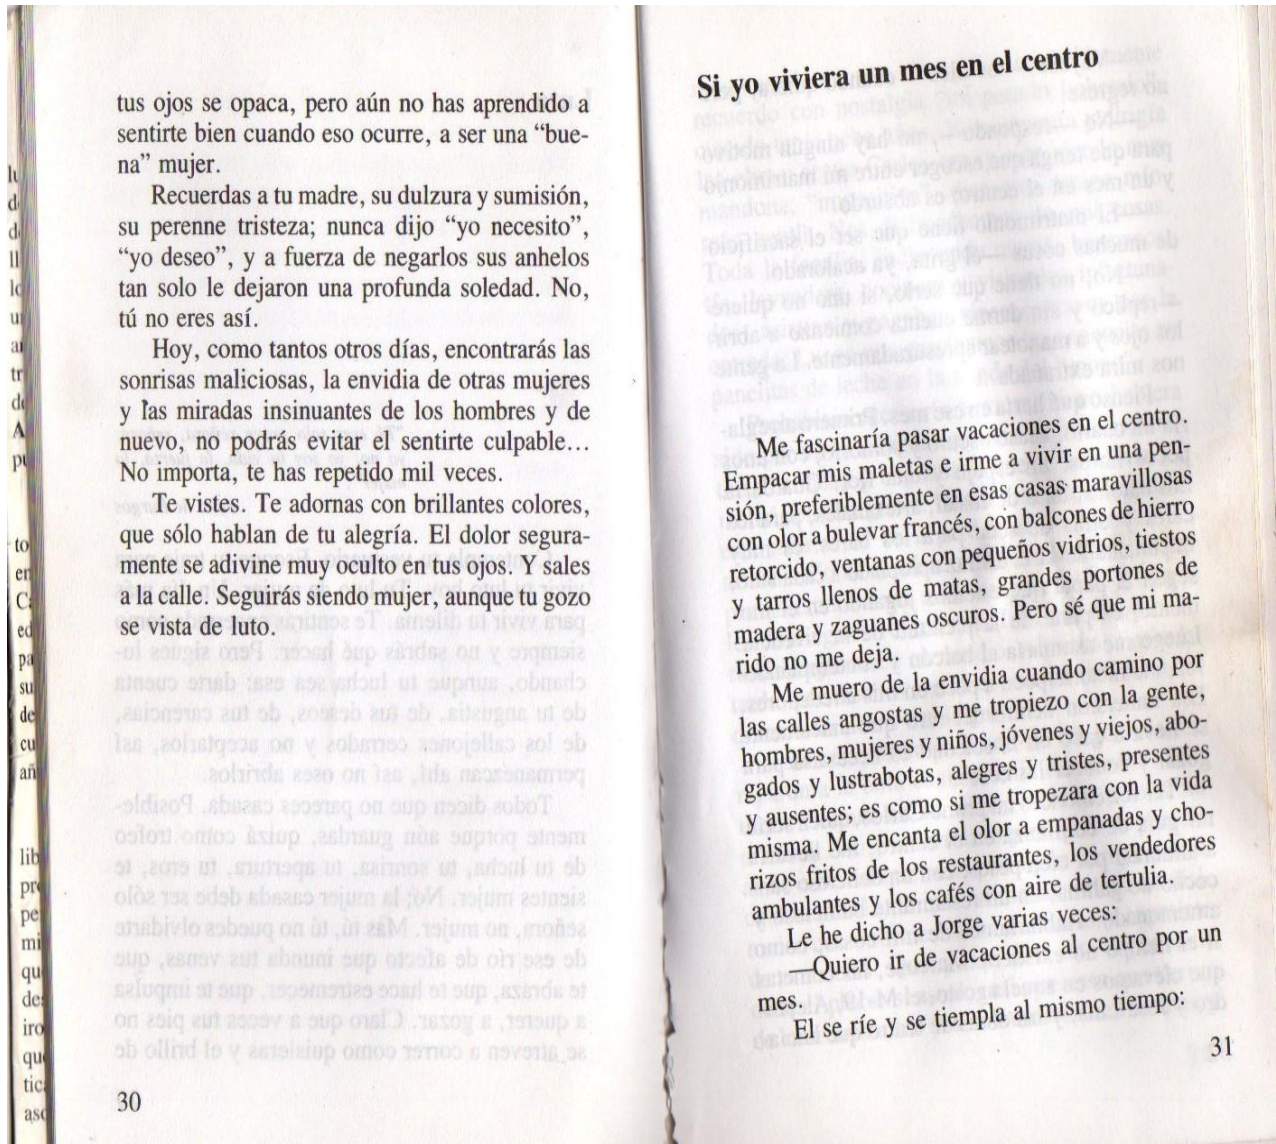 tus ojos se opaca, pero aún no has aprendido a
sentirte bien cuando eso ocurre, a ser una “bue-
na” mujer.
Recuerdas a tu madre, su dulzura y sumisión,
su perenne tristeza; nunca dijo “yo necesito”,
“yo deseo”, y a fuerza de negarlos sus anhelos
tan solo le dejaron una profunda soledad. No,
tú no eres así.
Hoy, como tantos otros días, encontrarás las
sonrisas maliciosas, la envidia de otras mujeres
y las miradas insinuantes de los hombres y de
nuevo, no podrás evitar el sentirte culpable...
No importa, te has repetido mil veces.
Te vistes. Te adornas con brillantes colores,
que sólo hablan de tu alegría. El dolor segura-
mente se adivine muy oculto en tus ojos. Y sales
a la calle. Seguirás siendo mujer, aunque tu gozo
se vista de luto.
30
Si yo viviera un mes en el centro
Me fascinaría pasar vacaciones en el centro.
Empacar mis maletas e irme a vivir en una pen-
sión, preferiblemente en esas casas maravillosas
con olor a bulevar francés, con balcones de hierro
retorcido, ventanas con pequeños vidrios, tiestos
y tarros llenos de matas, grandes portones de
madera y zaguanes oscuros. Pero sé que mi ma-
rido no me deja.
Me muero de la envidia cuando camino por
las calles angostas y me tropiezo con la gente,
hombres, mujeres y niños, jóvenes y viejos, abo-
gados y lustrabotas, alegres y tristes, presentes
y ausentes; es como si me tropezara con la vida
misma. Me encanta el olor a empanadas y cho-
rizos fritos de los restaurantes, los vendedores
ambulantes y los cafés con aire de tertulia.
Le he dicho a Jorge varias veces:
—Quiero ir de vacaciones al centro por un
mes.
El se ríe y se tiempla al mismo tiempo:
31